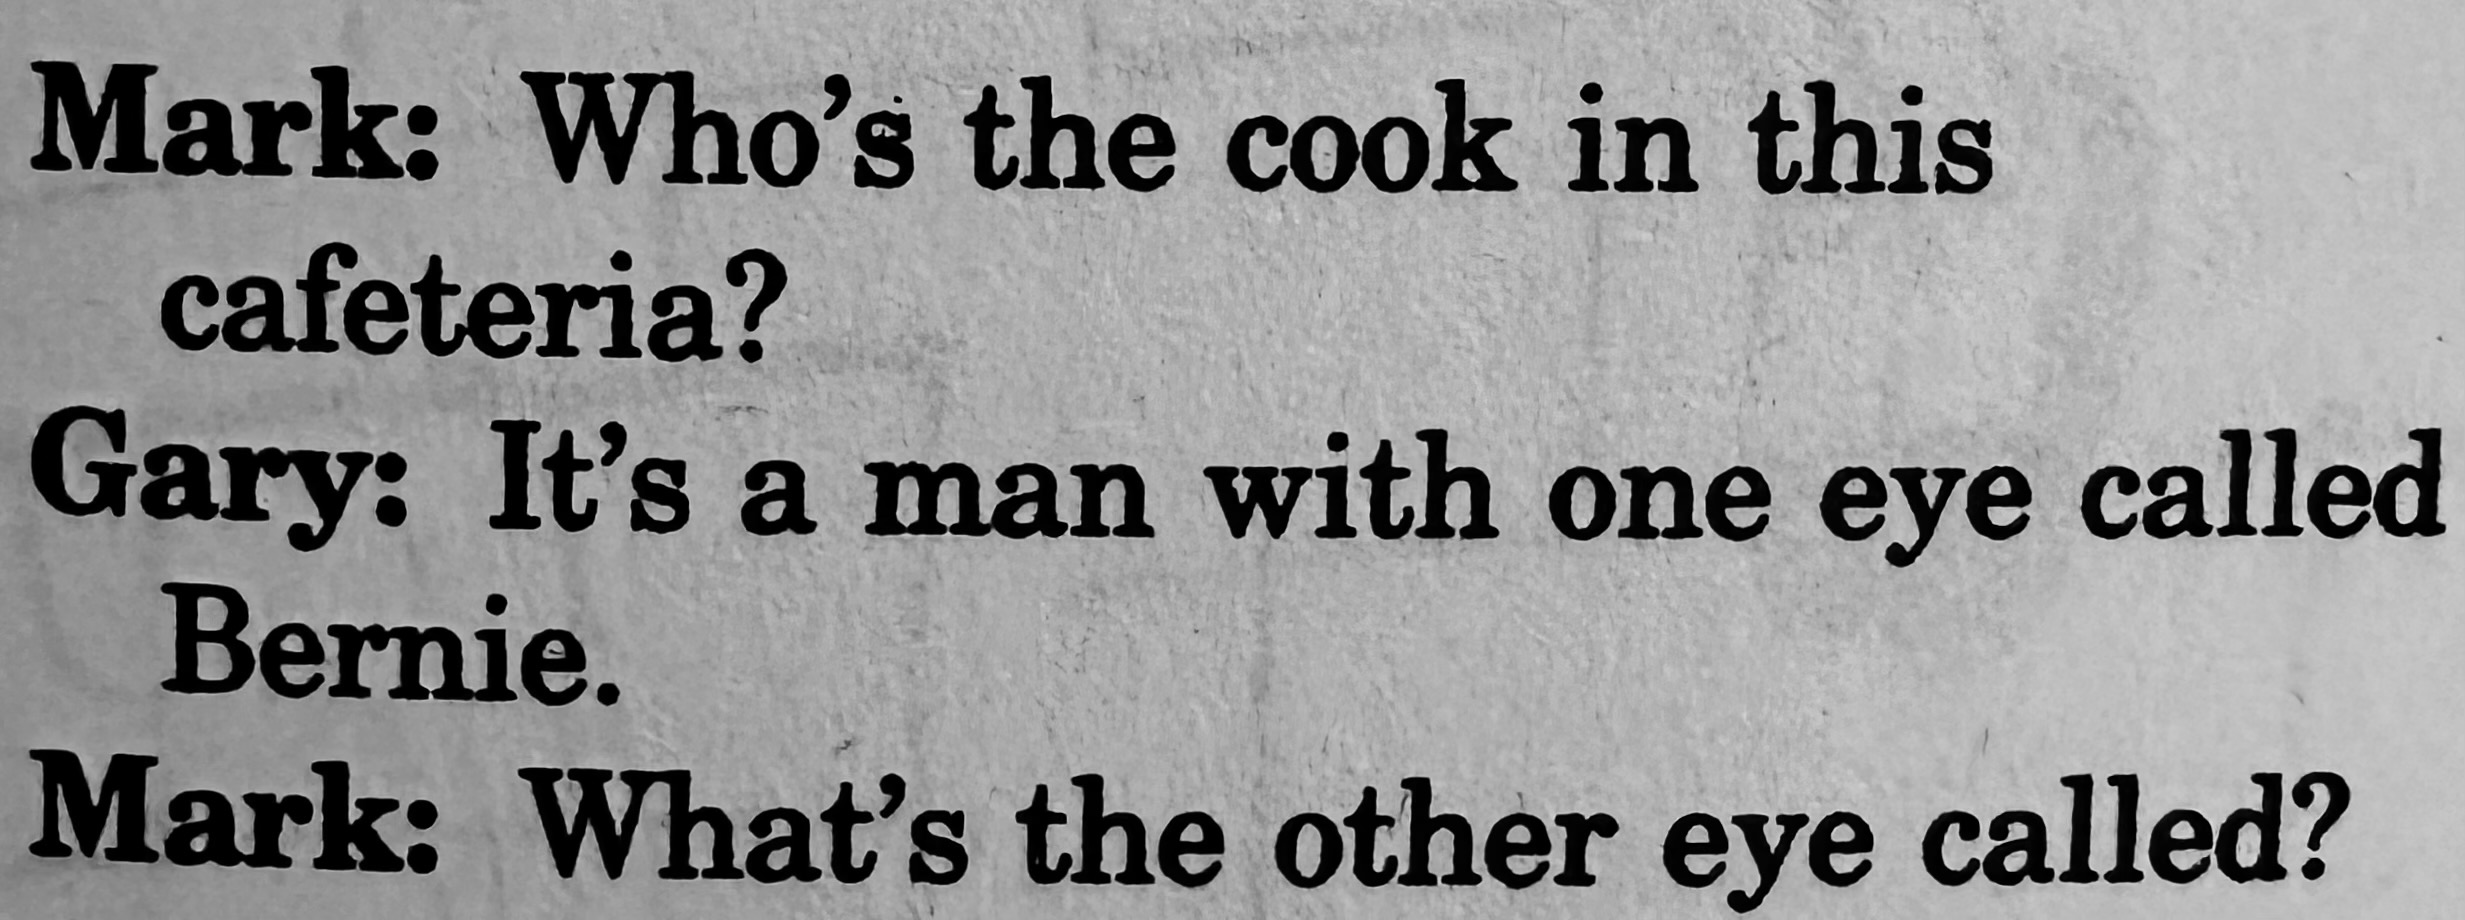 Mark: Who’s the cook in this
cafeteria?
Gary: It’s a man with one eye called
Bernie.
Mark: What’s the other eye called?